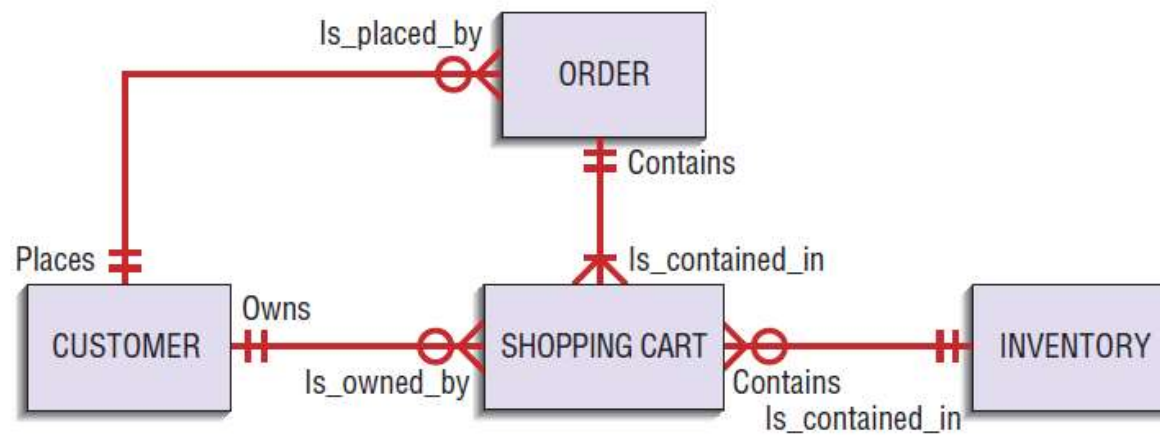 Is_placed_by
ORDER
Contains
Places
Is_contained_in
Owns
CUSTOMER
SHOPPING CART
INVENTORY
Is_owned_by
Contains
Is_contained_in